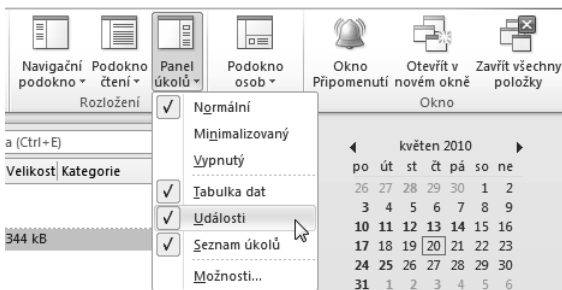 Navigační podokno
Podokno čtení
Panel úkolů
Podokno osob
Okno Připomenutí
Otevřít v novém okně
Zavřít všechny položky
Rozložení
Okno
Normální
Minimalizovaný
Vypnutý
Tabulka dat
Události
Seznam úkolů
Možnosti...
a (Ctrl+E)
Velikost Kategorie
344 kB
květen 2010
po út st čt pá so ne
26 27 28 29 30 1 2
3 4 5 6 7 8 9
10 11 12 13 14 15 16
17 18 19 20 21 22 23
24 25 26 27 28 29 30
31 1 2 3 4 5 6